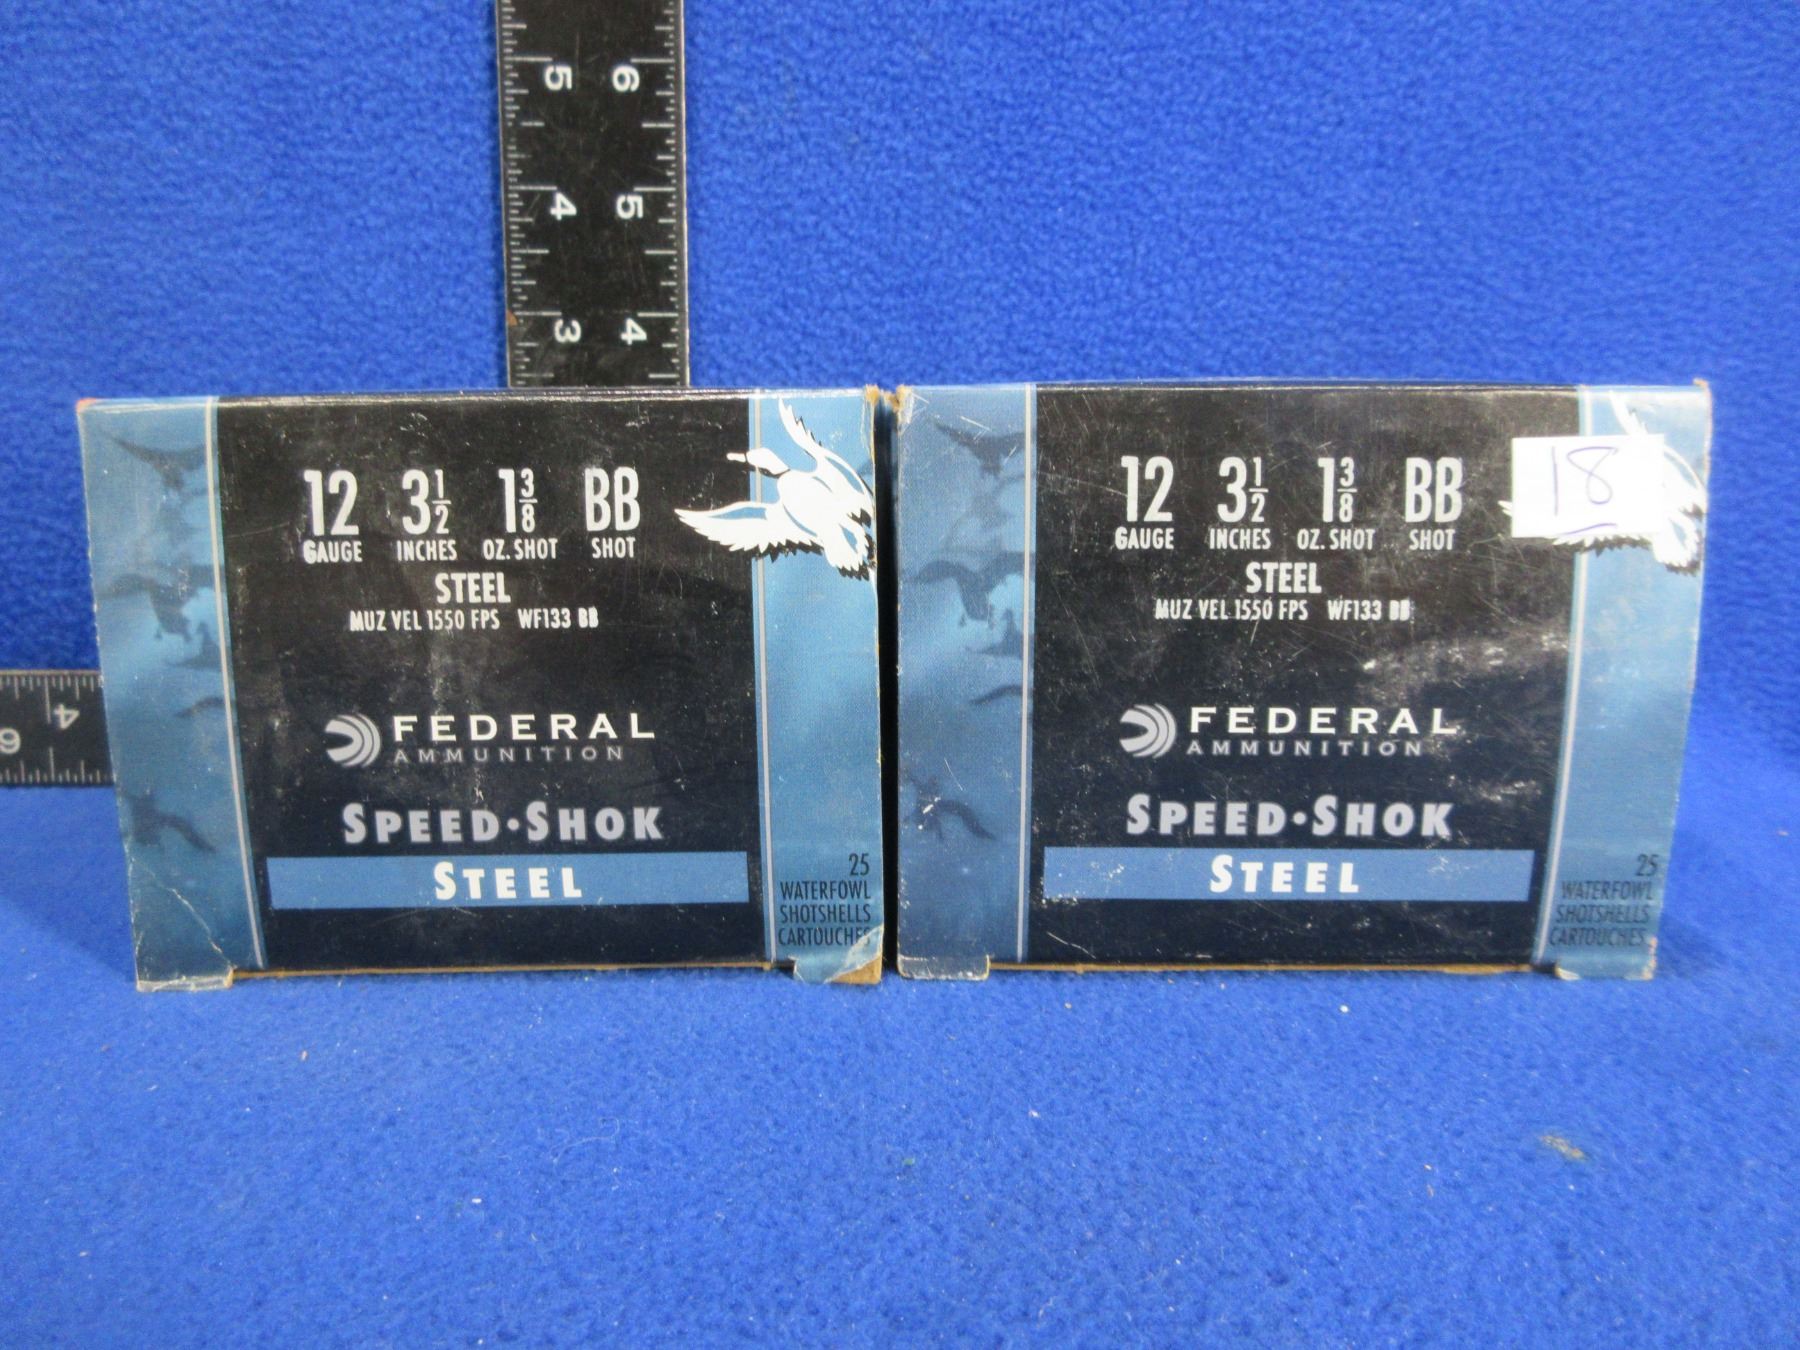 5 6
4 5
3 4
12 3 1/2 1 3/8 BB
GAUGE INCHES OZ. SHOT SHOT
STEEL
MUZ VEL 1550 FPS WF133 BB
FEDERAL
AMMUNITION
SPEED•SHOK
STEEL
25
WATERFOWL
SHOTSHELLS
CARTOUCHES
12 3 1/2 1 3/8 BB
GAUGE INCHES OZ. SHOT SHOT
STEEL
MUZ VEL 1550 FPS WF133 BB
FEDERAL
AMMUNITION
SPEED•SHOK
STEEL
25
WATERFOWL
SHOTSHELLS
CARTOUCHES
18
4